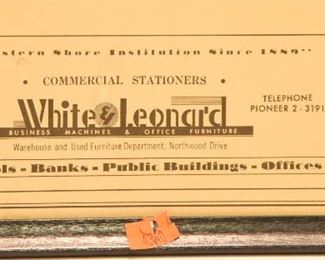 stern Shore Institution Since 1889"
• COMMERCIAL STATIONERS •
White & Leonard
TELEPHONE
PIONEER 2-3191
BUSINESS MACHINES & OFFICE FURNITURE
Warehouse and Used Furniture Department, Northwood Drive
ols - Banks - Public Buildings - Offices